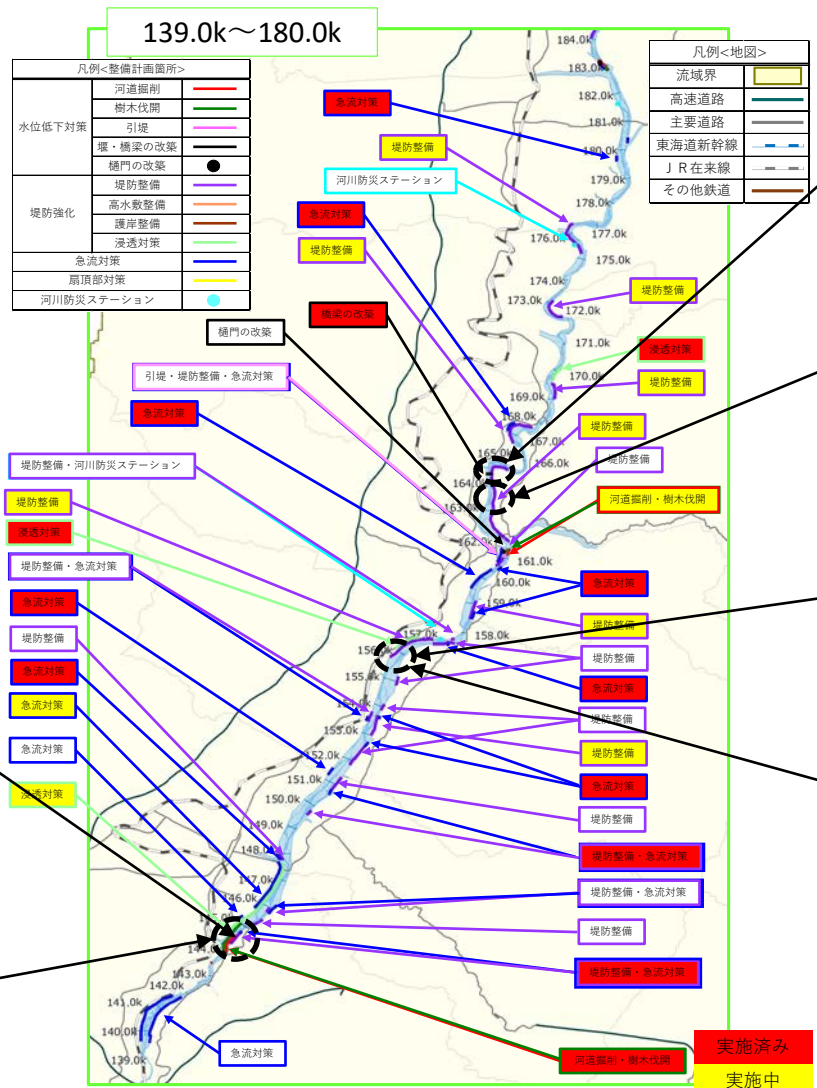 139.0k～180.0k
凡例<整備計画箇所>
水位低下対策
河道掘削
樹木伐開
引堤
堰・橋梁の改築
樋門の改築
堤防強化
堤防整備
高水敷整備
護岸整備
浸透対策
急流対策
扇頂部対策
河川防災ステーション
凡例<地図>
流域界
高速道路
主要道路
東海道新幹線
ＪＲ在来線
その他鉄道
184.0k
183.0k
182.0k
181.0k
180.0k
179.0k
178.0k
177.0k
176.0k
175.0k
174.0k
173.0k
172.0k
171.0k
170.0k
169.0k
168.0k
167.0k
166.0k
165.0k
164.0k
163.0k
162.0k
161.0k
160.0k
159.0k
158.0k
157.0k
156.0k
155.0k
154.0k
153.0k
152.0k
151.0k
150.0k
149.0k
148.0k
147.0k
146.0k
144.0k
143.0k
142.0k
141.0k
140.0k
139.0k
急流対策
堤防整備
河川防災ステーション
急流対策
堤防整備
橋梁の改築
樋門の改築
引堤・堤防整備・急流対策
急流対策
堤防整備・河川防災ステーション
堤防整備
浸透対策
堤防整備・急流対策
急流対策
堤防整備
急流対策
急流対策
急流対策
浸透対策
堤防整備
浸透対策
堤防整備
堤防整備
堤防整備
河道掘削・樹木伐開
急流対策
堤防整備
堤防整備
急流対策
堤防整備
堤防整備
急流対策
堤防整備
堤防整備・急流対策
堤防整備・急流対策
堤防整備
堤防整備・急流対策
急流対策
河道掘削・樹木伐開
実施済み
実施中